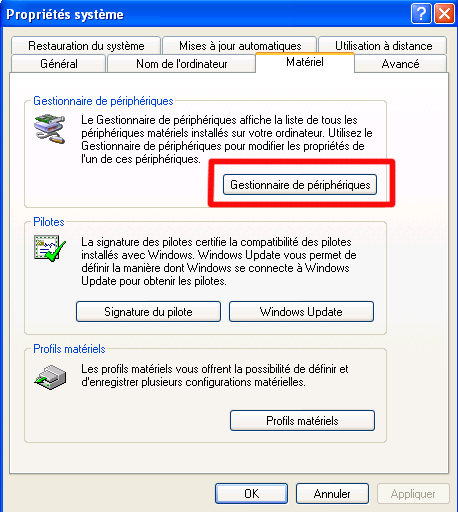 Propriétés système
Restauration du système
Mises à jour automatiques
Utilisation à distance
Général
Nom de l'ordinateur
Matériel
Avancé
Gestionnaire de périphériques
Le Gestionnaire de périphériques affiche la liste de tous les
périphériques matériels installés sur votre ordinateur. Utilisez le
Gestionnaire de périphériques pour modifier les propriétés de
l'un de ces périphériques.
Gestionnaire de périphériques
Pilotes
La signature des pilotes certifie la compatibilité des pilotes
installés avec Windows. Windows Update vous permet de
définir la manière dont Windows se connecte à Windows
Update pour obtenir les pilotes.
Signature du pilote
Windows Update
Profils matériels
Les profils matériels vous offrent la possibilité de définir et
d'enregistrer plusieurs configurations matérielles.
Profils matériels
OK
Annuler
Appliquer